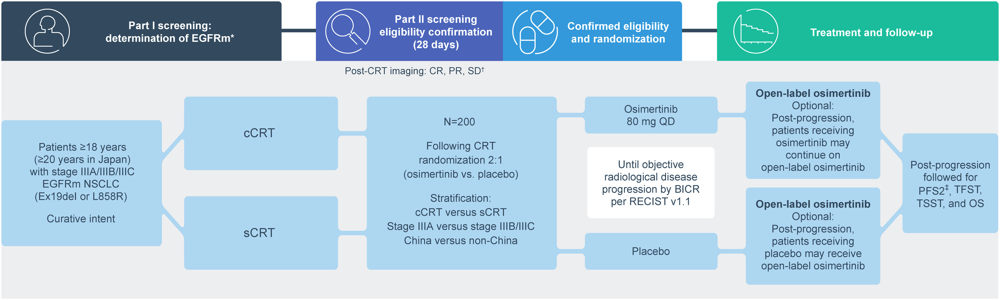 Part I screening:
determination of EGFRm*
Part II screening
eligibility confirmation
(28 days)
Confirmed eligibility
and randomization
Treatment and follow-up
Post-CRT imaging: CR, PR, SD†
Patients ≥18 years
(≥20 years in Japan)
with stage IIIA/IIIB/IIIC
EGFRm NSCLC
(Ex19del or L858R)
Curative intent
cCRT
sCRT
N=200
Following CRT
randomization 2:1
(osimertinib vs. placebo)
Stratification:
cCRT versus sCRT
Stage IIIA versus stage IIIB/IIIC
China versus non-China
Osimertinib
80 mg QD
Until objective
radiological disease
progression by BICR
per RECIST v1.1
Placebo
Open-label osimertinib
Optional:
Post-progression,
patients receiving
osimertinib may
continue on
open-label osimertinib
Open-label osimertinib
Optional:
Post-progression,
patients receiving
placebo may receive
open-label osimertinib
Post-progression
followed for
PFS2‡, TFST,
TSST, and OS